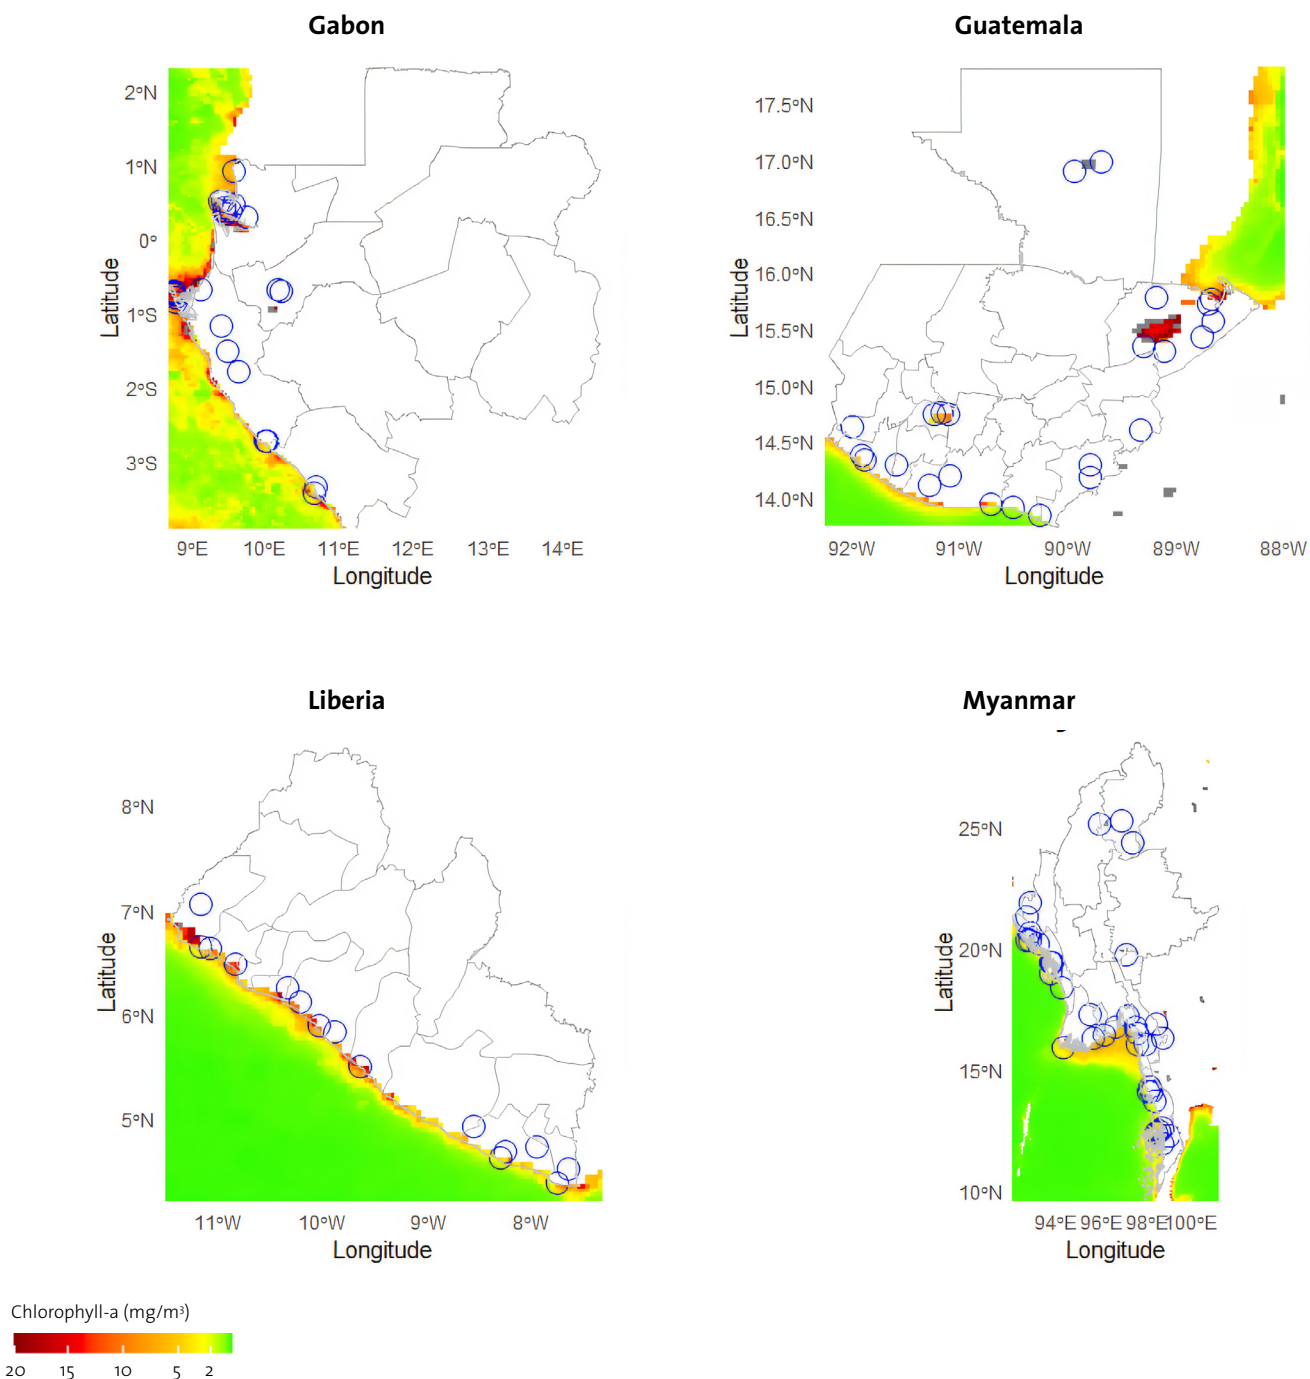 Gabon
2°N
1°N
0°
1°S
2°S
3°S
Latitude
9°E 10°E 11°E 12°E 13°E 14°E
Longitude
Guatemala
17.5°N
17.0°N
16.5°N
16.0°N
15.5°N
15.0°N
14.5°N
14.0°N
Latitude
92°W 91°W 90°W 89°W 88°W
Longitude
Liberia
8°N
7°N
6°N
5°N
Latitude
11°W 10°W 9°W 8°W
Longitude
Myanmar
25°N
20°N
15°N
10°N
Latitude
94°E 96°E 98°E 100°E
Longitude
Chlorophyll-a (mg/m³)
20 15 10 5 2